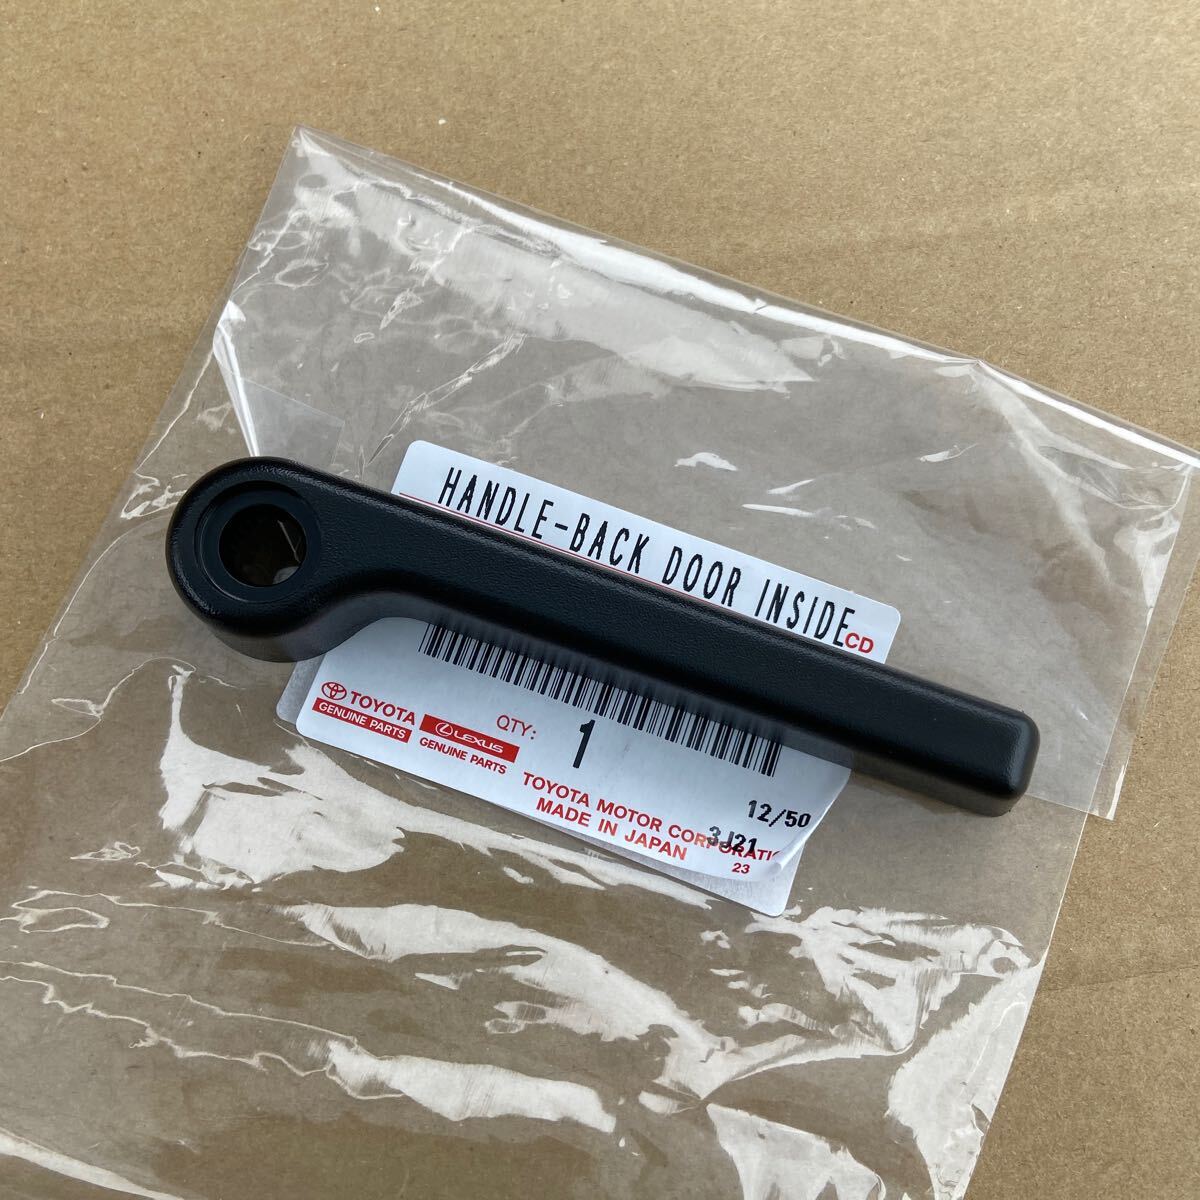 HANDLE-BACK DOOR INSIDE
CD
TOYOTA
GENUINE PARTS
LEXUS
GENUINE PARTS
QTY:
1
12/50
TOYOTA MOTOR CORPORATI
3J21
MADE IN JAPAN
23